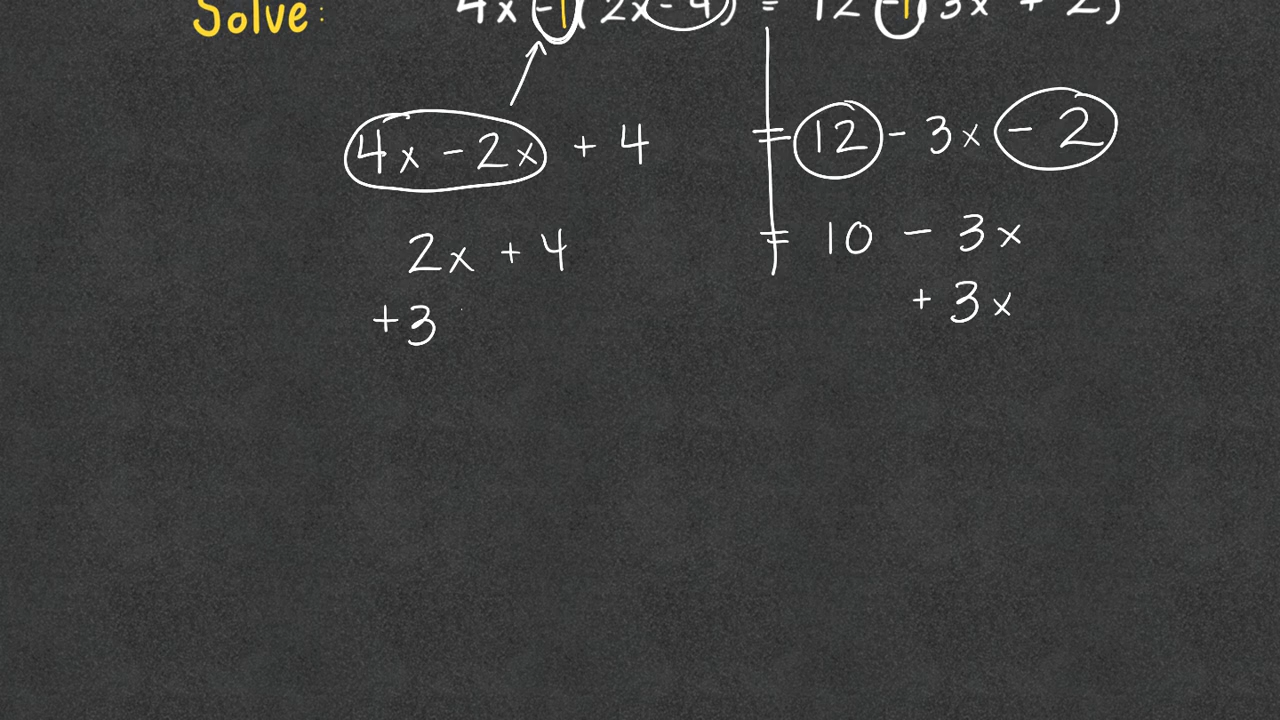 Solve: 4x -1(2x - 4) = 12 -1(3x + 2)
4x - 2x + 4 = 12 - 3x - 2
2x + 4 = 10 - 3x
+3 + 3x